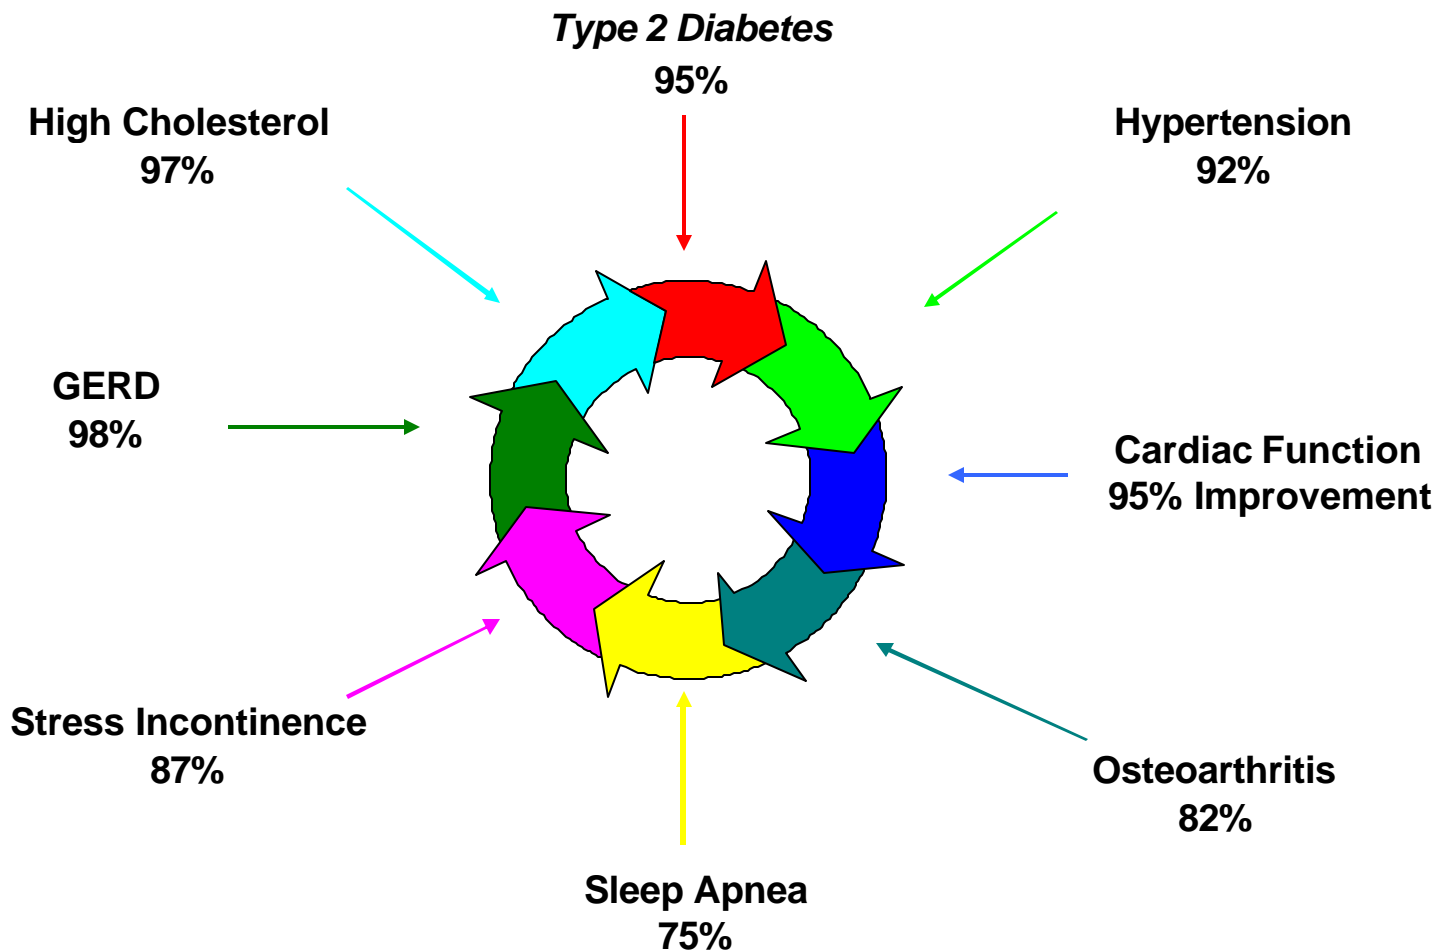 Type 2 Diabetes
95%
High Cholesterol
97%
Hypertension
92%
GERD
98%
Cardiac Function
95% Improvement
Stress Incontinence
87%
Osteoarthritis
82%
Sleep Apnea
75%